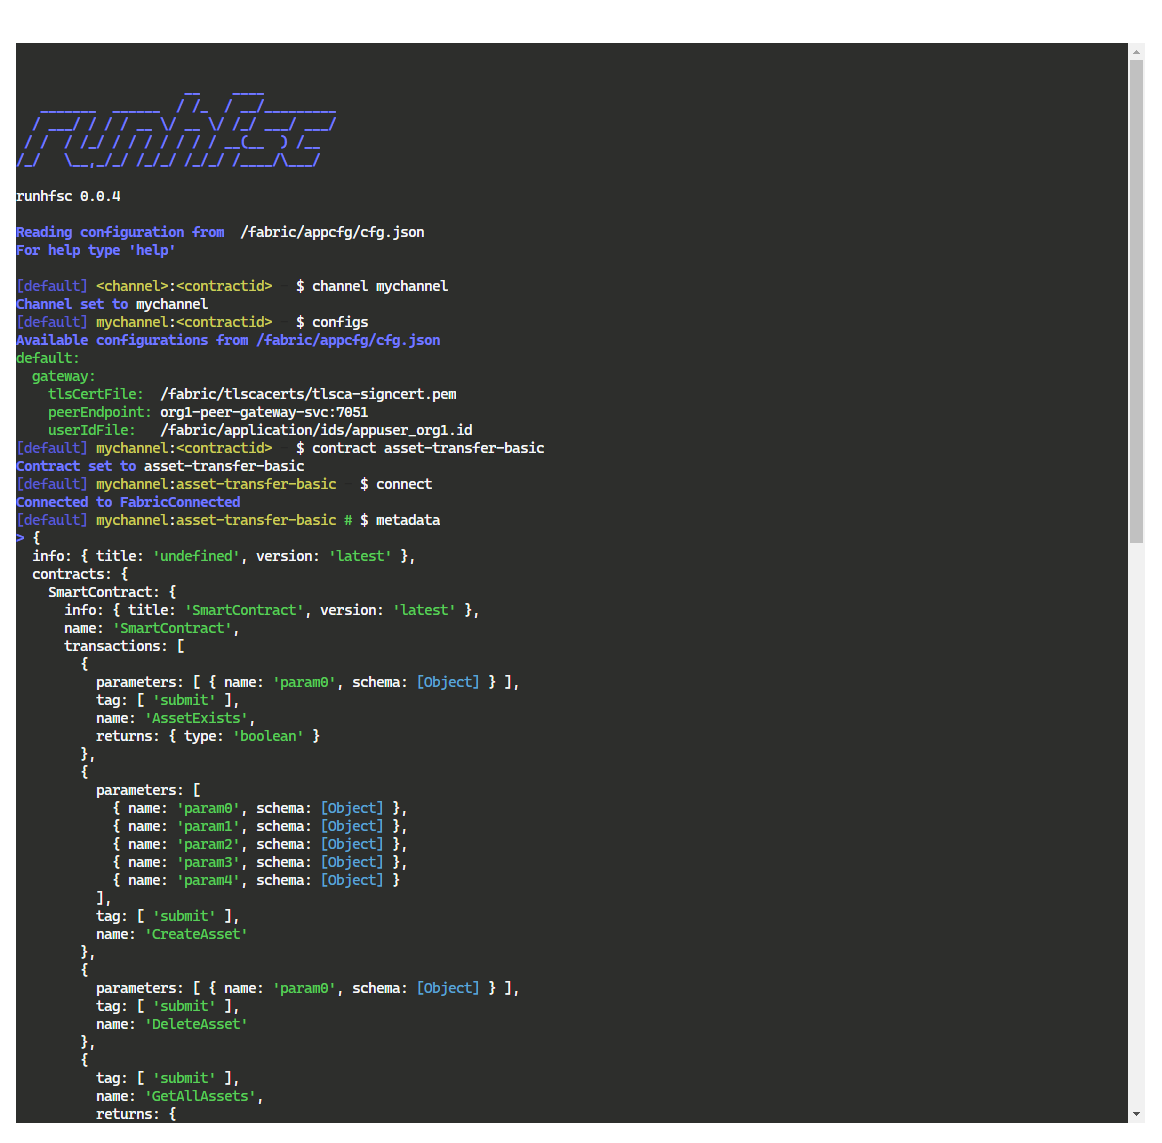 runhfsc
runhfsc 0.0.4
Reading configuration from  /fabric/appcfg/cfg.json
For help type 'help'
[default] <channel>:<contractid>   $ channel mychannel
Channel set to mychannel
[default] mychannel:<contractid>   $ configs
Available configurations from /fabric/appcfg/cfg.json
default:
  gateway:
    tlsCertFile:  /fabric/tlscacerts/tlsca-signcert.pem
    peerEndpoint: org1-peer-gateway-svc:7051
    userIdFile:   /fabric/application/ids/appuser_org1.id
[default] mychannel:<contractid>   $ contract asset-transfer-basic
Contract set to asset-transfer-basic
[default] mychannel:asset-transfer-basic   $ connect
Connected to FabricConnected
[default] mychannel:asset-transfer-basic # $ metadata
> {
  info: { title: 'undefined', version: 'latest' },
  contracts: {
    SmartContract: {
      info: { title: 'SmartContract', version: 'latest' },
      name: 'SmartContract',
      transactions: [
        {
          parameters: [ { name: 'param0', schema: [Object] } ],
          tag: [ 'submit' ],
          name: 'AssetExists',
          returns: { type: 'boolean' }
        },
        {
          parameters: [
            { name: 'param0', schema: [Object] },
            { name: 'param1', schema: [Object] },
            { name: 'param2', schema: [Object] },
            { name: 'param3', schema: [Object] },
            { name: 'param4', schema: [Object] }
          ],
          tag: [ 'submit' ],
          name: 'CreateAsset'
        },
        {
          parameters: [ { name: 'param0', schema: [Object] } ],
          tag: [ 'submit' ],
          name: 'DeleteAsset'
        },
        {
          tag: [ 'submit' ],
          name: 'GetAllAssets',
          returns: {